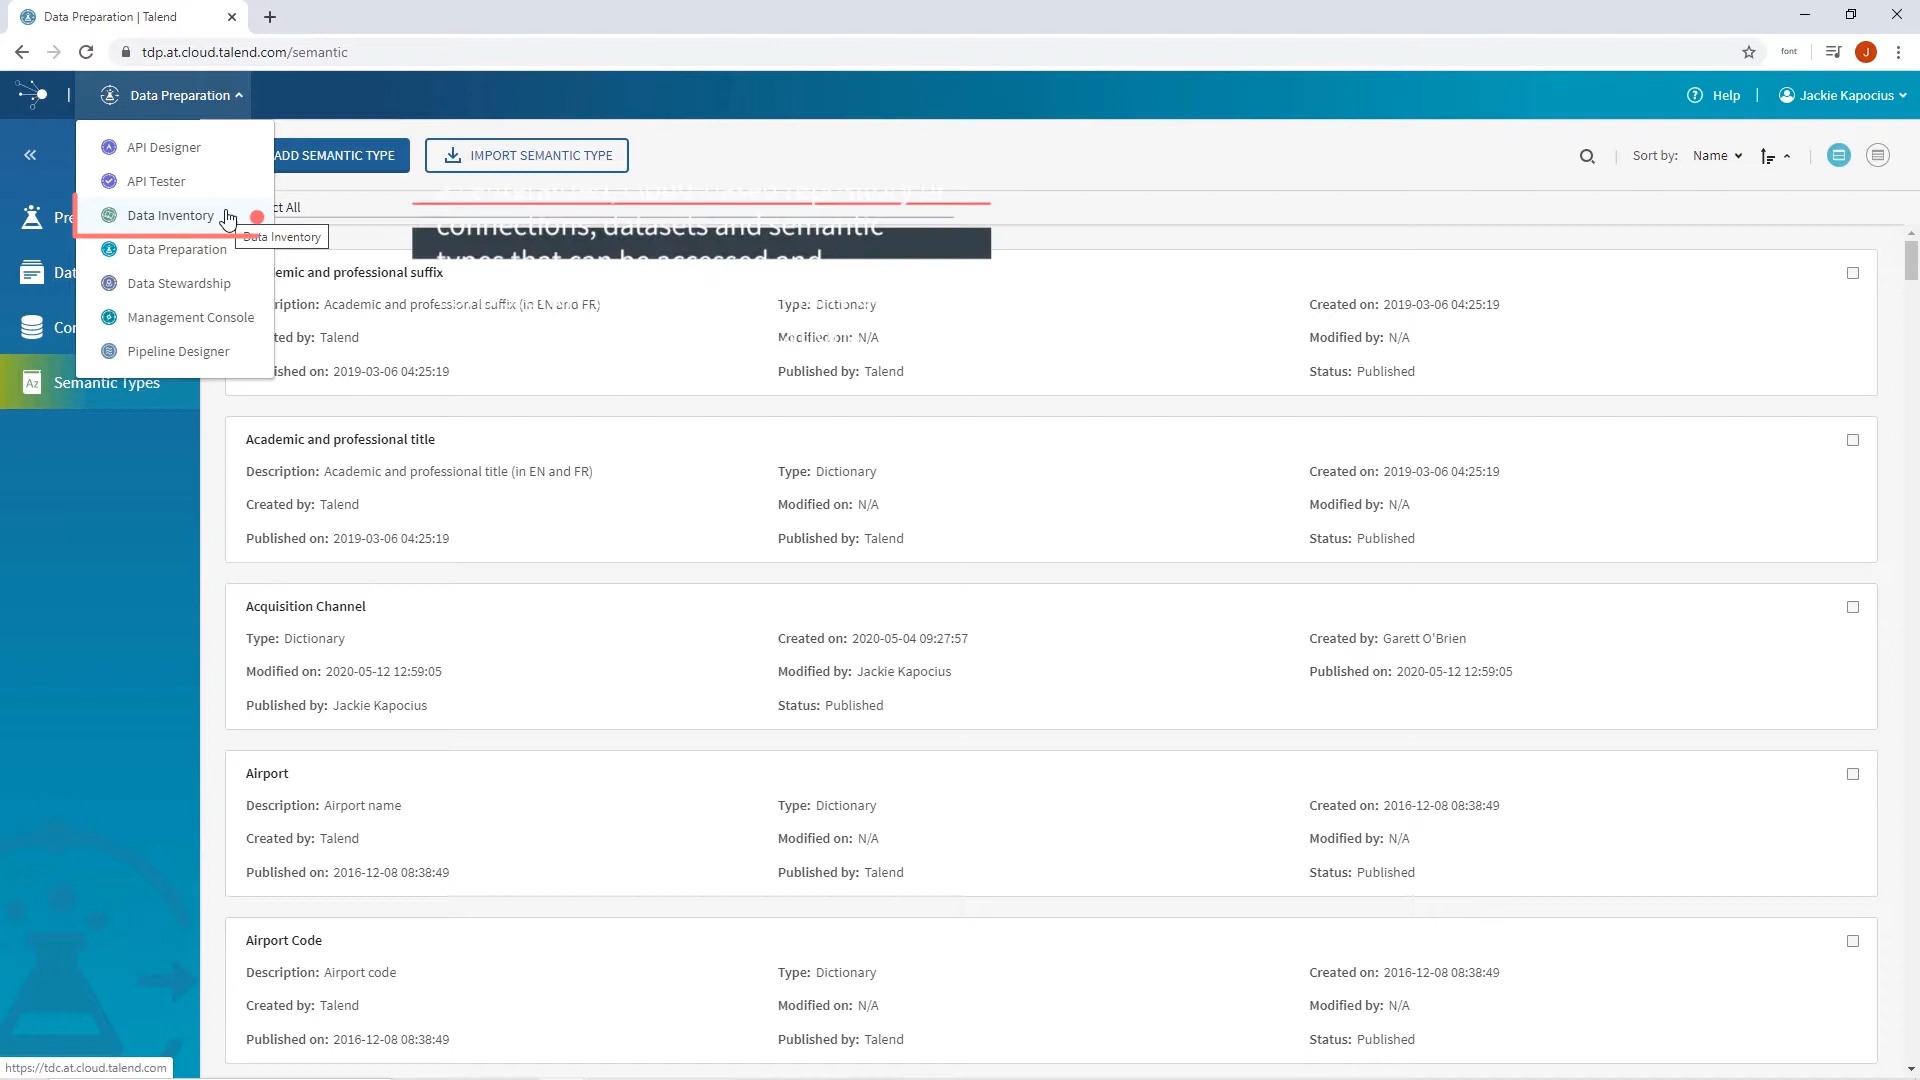 Data Preparation | Talend
tdp.at.cloud.talend.com/semantic
font
J
Data Preparation
Help
Jackie Kapocius
API Designer
API Tester
Data Inventory
Data Preparation
Data Stewardship
Management Console
Pipeline Designer
Data Inventory
Semantic Types
Az
ADD SEMANTIC TYPE
IMPORT SEMANTIC TYPE
Sort by: Name
ct All
connections, datasets and semantic
types that can be accessed and
emic and professional suffix
ription: Academic and professional suffix (in EN and FR)
Type: Dictionary
Created on: 2019-03-06 04:25:19
ted by: Talend
Modified on: N/A
Modified by: N/A
ished on: 2019-03-06 04:25:19
Published by: Talend
Status: Published
Academic and professional title
Description: Academic and professional title (in EN and FR)
Type: Dictionary
Created on: 2019-03-06 04:25:19
Created by: Talend
Modified on: N/A
Modified by: N/A
Published on: 2019-03-06 04:25:19
Published by: Talend
Status: Published
Acquisition Channel
Type: Dictionary
Created on: 2020-05-04 09:27:57
Created by: Garett O'Brien
Modified on: 2020-05-12 12:59:05
Modified by: Jackie Kapocius
Published on: 2020-05-12 12:59:05
Published by: Jackie Kapocius
Status: Published
Airport
Description: Airport name
Type: Dictionary
Created on: 2016-12-08 08:38:49
Created by: Talend
Modified on: N/A
Modified by: N/A
Published on: 2016-12-08 08:38:49
Published by: Talend
Status: Published
Airport Code
Description: Airport code
Type: Dictionary
Created on: 2016-12-08 08:38:49
Created by: Talend
Modified on: N/A
Modified by: N/A
Published on: 2016-12-08 08:38:49
Published by: Talend
Status: Published
https://tdc.at.cloud.talend.com